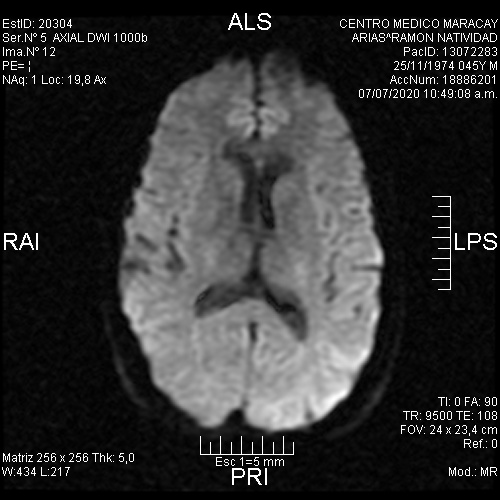 EstID: 20304
Ser.Nº 5 AXIAL DWI 1000b
Ima.Nº 12
PE= ¦
NAq: 1 Loc: 19,8 Ax
ALS
CENTRO MEDICO MARACAY
ARIAS^RAMON NATIVIDAD
PacID: 13072283
25/11/1974 045Y M
AccNum: 18886201
07/07/2020 10:49:08 a.m.
RAI
LPS
TI: 0 FA: 90
TR: 9500 TE: 108
FOV: 24 x 23,4 cm
Ref.: 0
Mod.: MR
Matriz 256 x 256 Thk: 5,0
W:434 L:217
Esc 1=5 mm
PRI